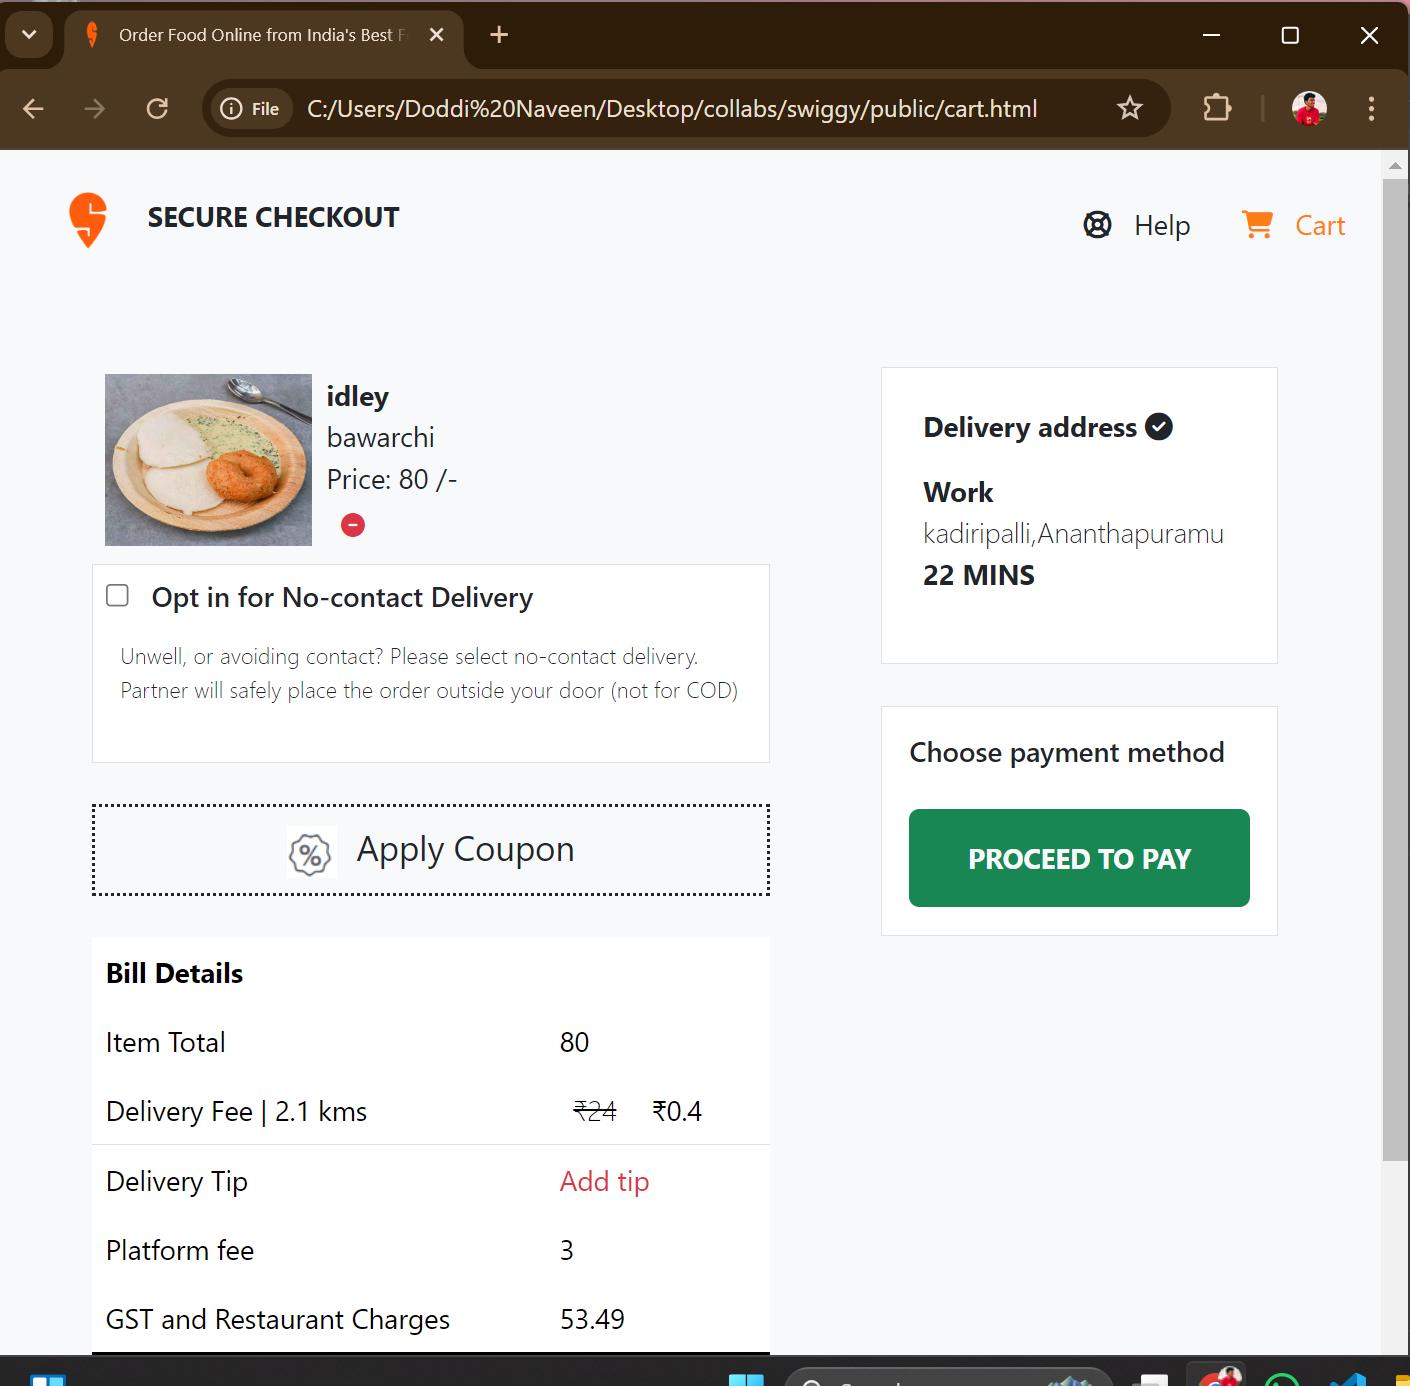 Order Food Online from India's Best F
File
C:/Users/Doddi%20Naveen/Desktop/collabs/swiggy/public/cart.html
SECURE CHECKOUT
Help
Cart
idley
bawarchi
Price: 80 /-
Opt in for No-contact Delivery
Unwell, or avoiding contact? Please select no-contact delivery.
Partner will safely place the order outside your door (not for COD)
% Apply Coupon
Bill Details
Item Total 80
Delivery Fee | 2.1 kms ₹24 ₹0.4
Delivery Tip Add tip
Platform fee 3
GST and Restaurant Charges 53.49
Delivery address
Work
kadiripalli,Ananthapuramu
22 MINS
Choose payment method
PROCEED TO PAY